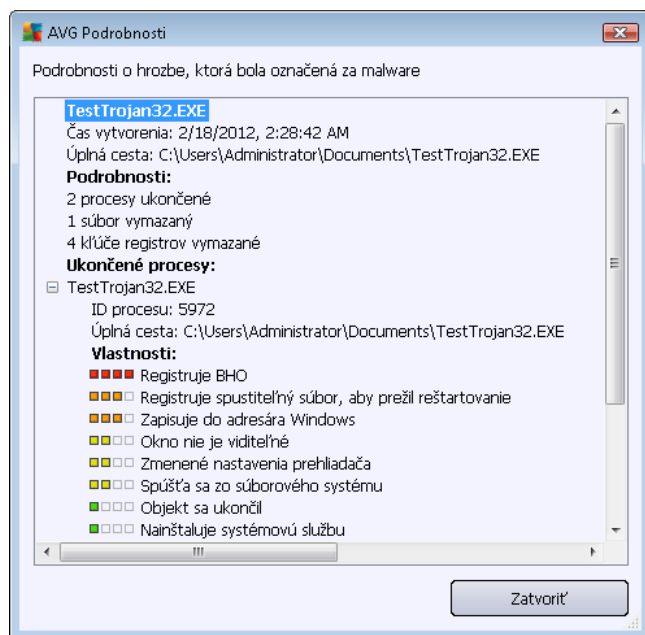 AVG Podrobnosti
Podrobnosti o hrozbe, ktorá bola označená za malware
TestTrojan32.EXE
Čas vytvorenia: 2/18/2012, 2:28:42 AM
Úplná cesta: C:\Users\Administrator\Documents\TestTrojan32.EXE
Podrobnosti:
2 procesy ukončené
1 súbor vymazaný
4 kľúče registrov vymazané
Ukončené procesy:
TestTrojan32.EXE
ID procesu: 5972
Úplná cesta: C:\Users\Administrator\Documents\TestTrojan32.EXE
Vlastnosti:
Registruje BHO
Registruje spustiteľný súbor, aby prežil reštartovanie
Zapisuje do adresára Windows
Okno nie je viditeľné
Zmenené nastavenia prehliadača
Spúšťa sa zo súborového systému
Objekt sa ukončil
Nainštaluje systémovú službu
Zatvoriť